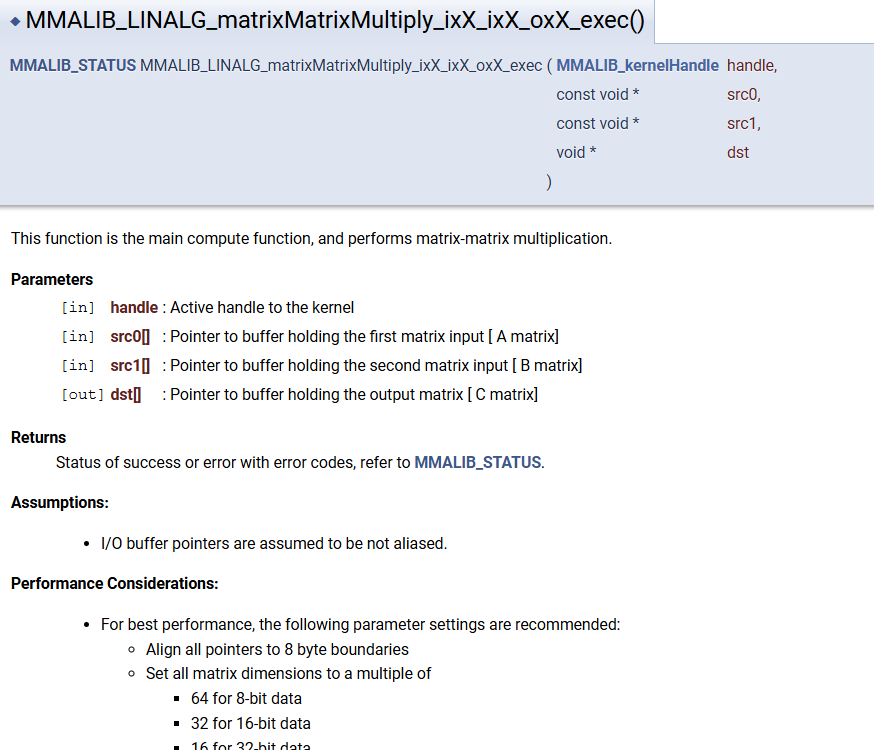 MMALIB_LINALG_matrixMatrixMultiply_ixX_ixX_oxX_exec()
MMALIB_STATUS MMALIB_LINALG_matrixMatrixMultiply_ixX_ixX_oxX_exec ( MMALIB_kernelHandle handle,
const void * src0,
const void * src1,
void * dst
)
This function is the main compute function, and performs matrix-matrix multiplication.
Parameters
[in] handle : Active handle to the kernel
[in] src0[] : Pointer to buffer holding the first matrix input [ A matrix]
[in] src1[] : Pointer to buffer holding the second matrix input [ B matrix]
[out] dst[] : Pointer to buffer holding the output matrix [ C matrix]
Returns
Status of success or error with error codes, refer to MMALIB_STATUS.
Assumptions:
• I/O buffer pointers are assumed to be not aliased.
Performance Considerations:
• For best performance, the following parameter settings are recommended:
◦ Align all pointers to 8 byte boundaries
◦ Set all matrix dimensions to a multiple of
▪ 64 for 8-bit data
▪ 32 for 16-bit data
▪ 16 for 32-bit data